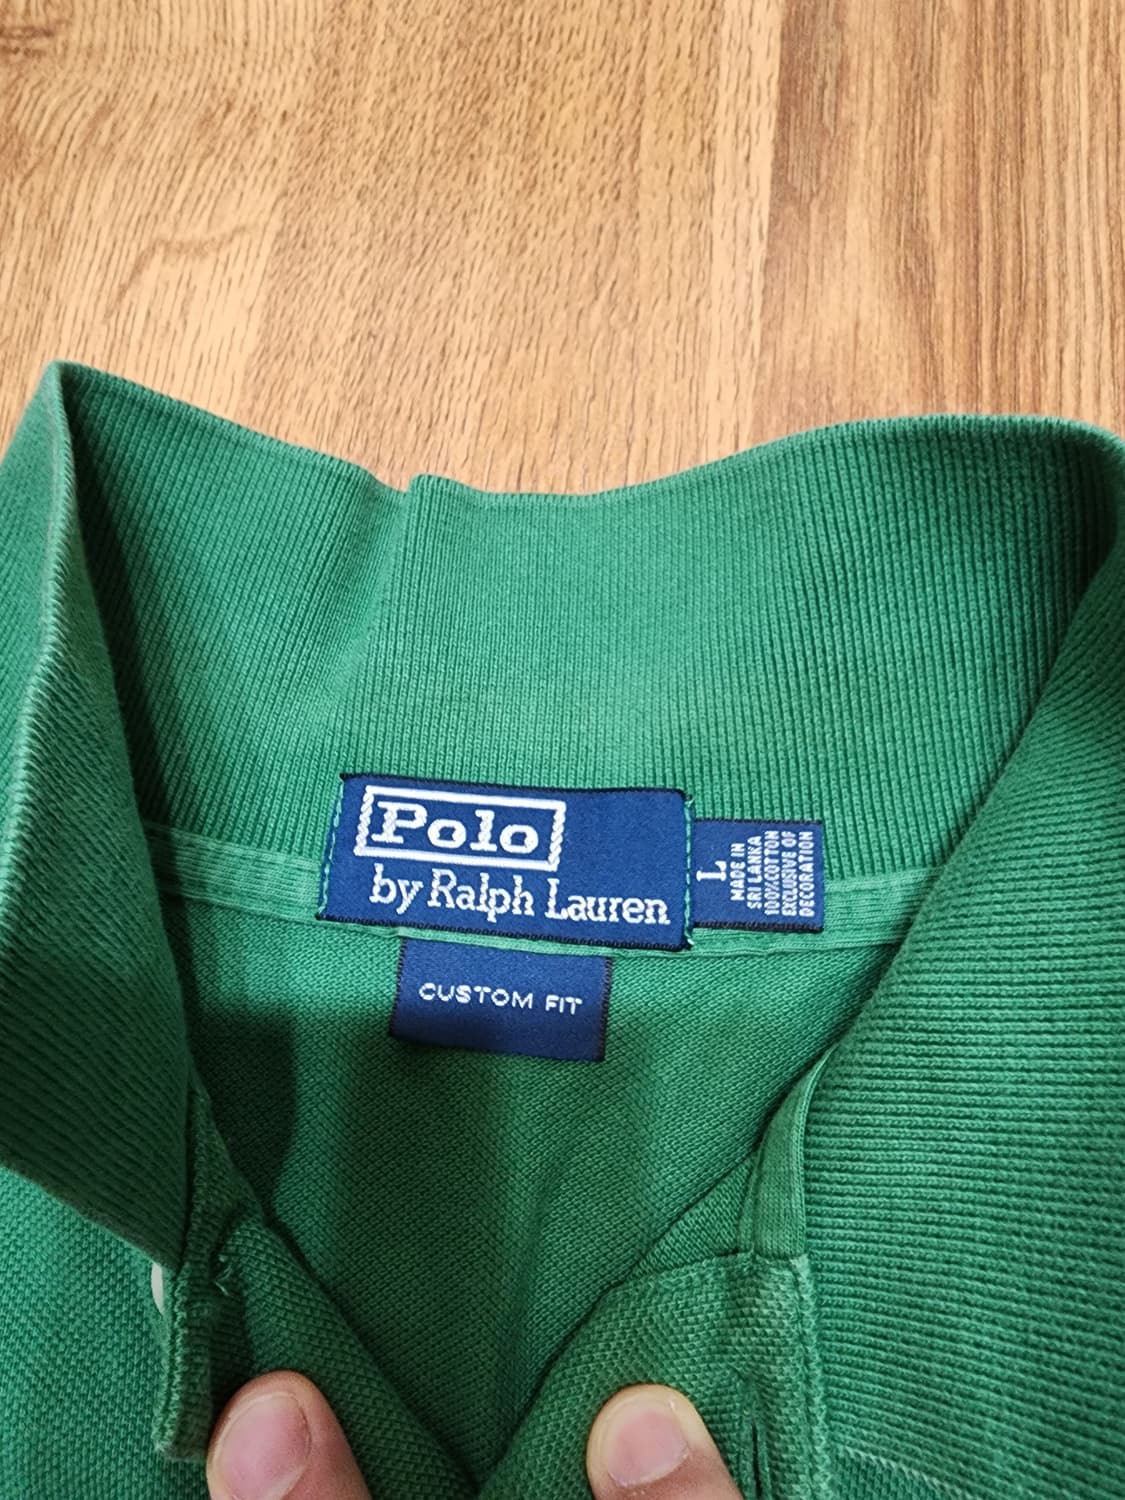 Polo
by Ralph Lauren
L
MADE IN
SRI LANKA
100%COTTON
EXCLUSIVE OF
DECORATION
CUSTOM FIT